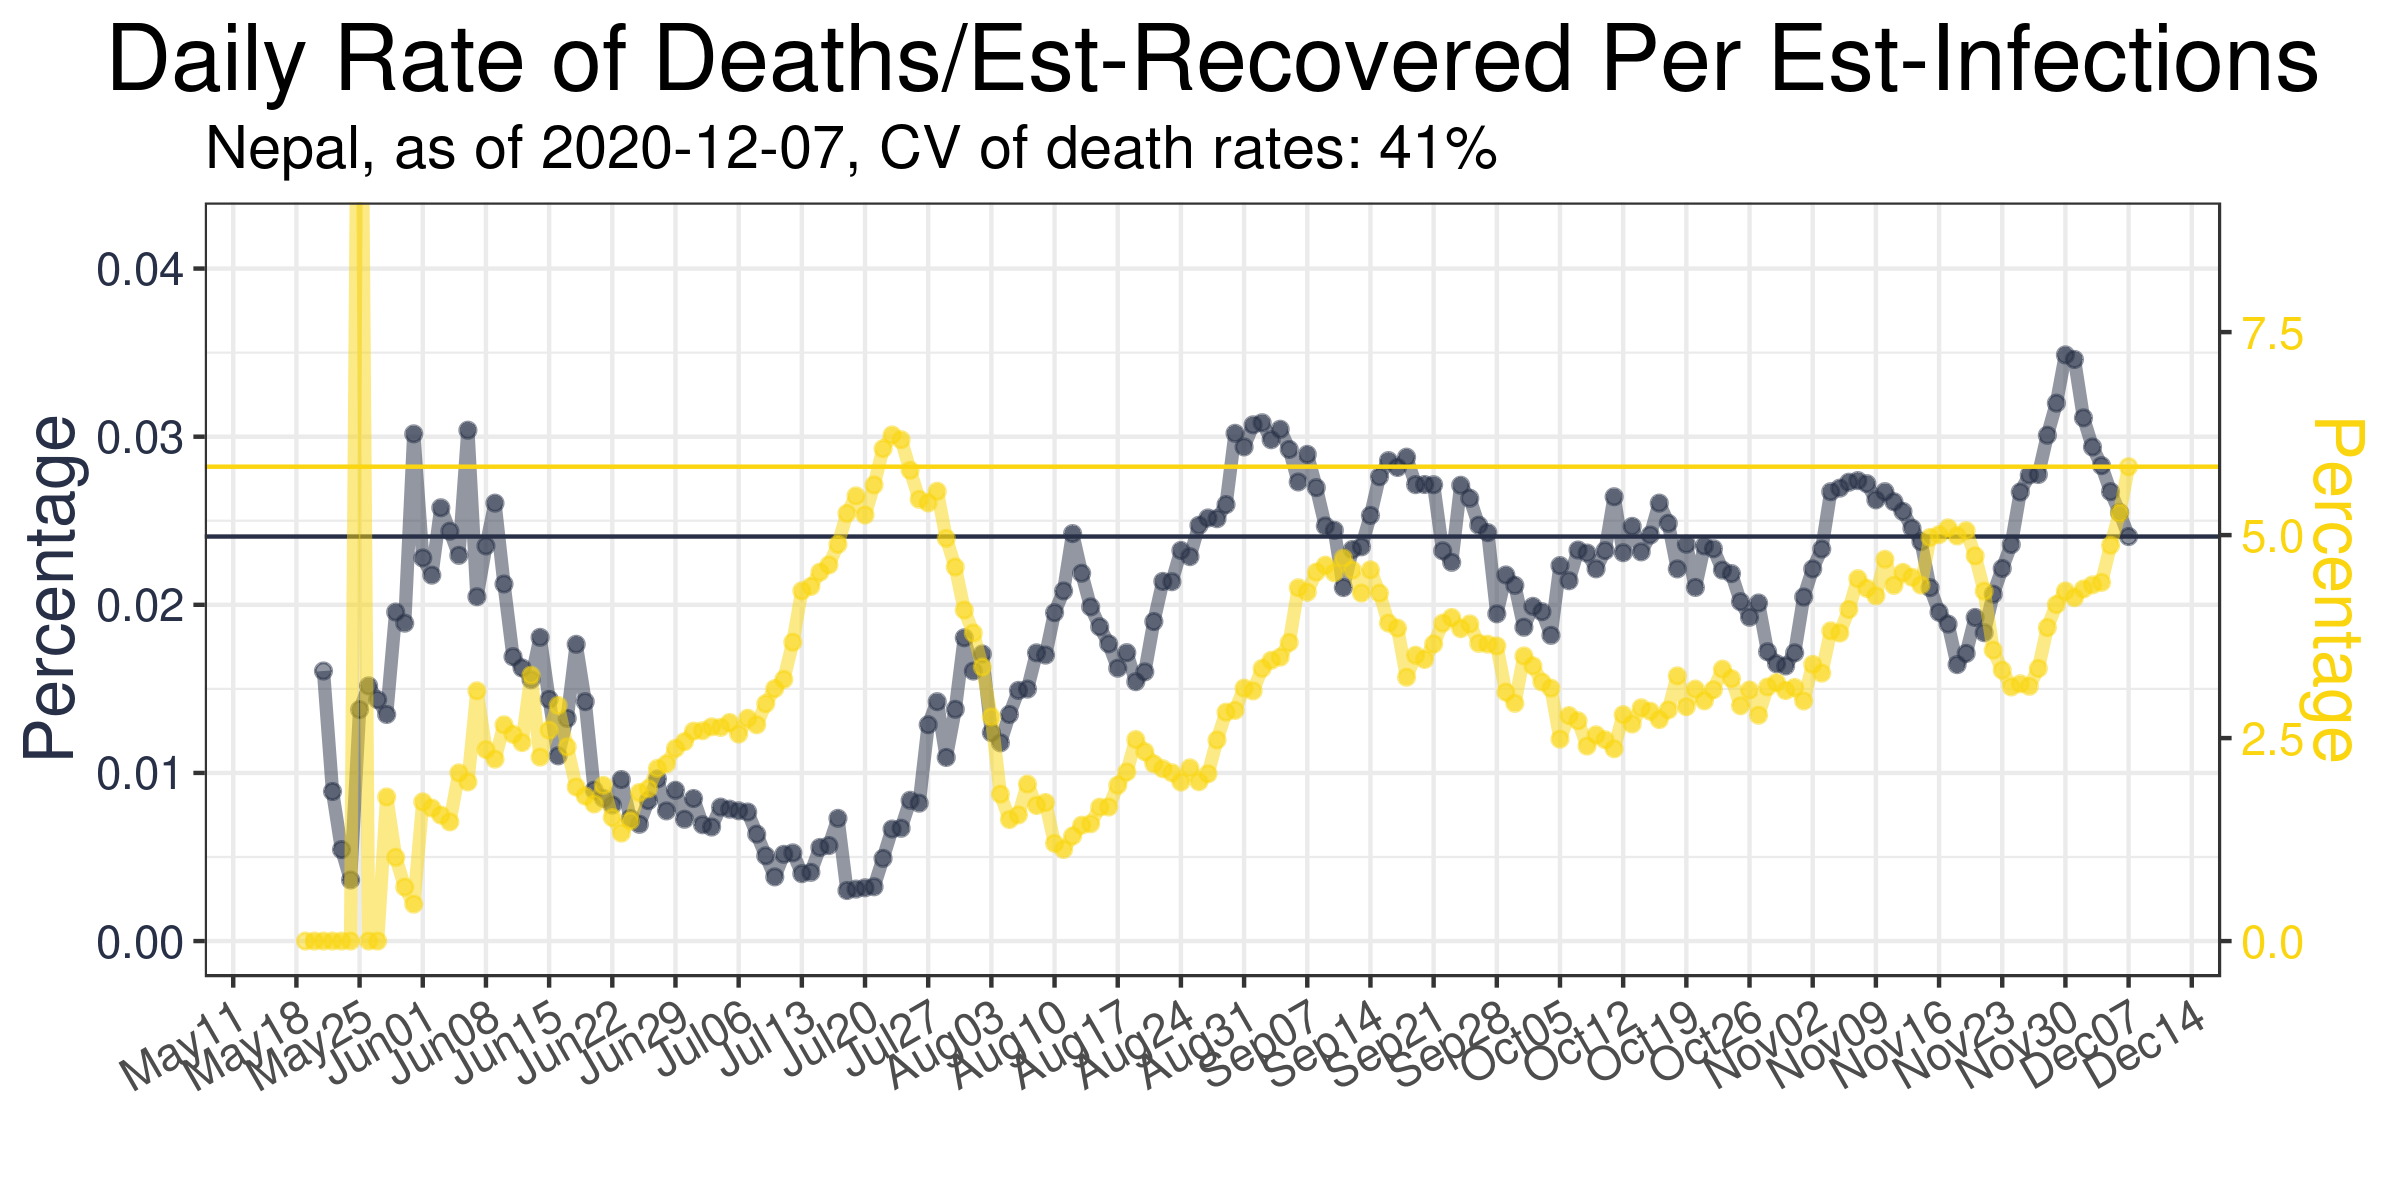 Daily Rate of Deaths/Est-Recovered Per Est-Infections
Nepal, as of 2020-12-07, CV of death rates: 41%
Percentage
0.04
0.03
0.02
0.01
0.00
7.5
5.0
2.5
0.0
Percentage
May11
May18
May25
Jun01
Jun08
Jun15
Jun22
Jun29
Jul06
Jul13
Jul20
Jul27
Aug03
Aug10
Aug17
Aug24
Aug31
Sep07
Sep14
Sep21
Sep28
Oct05
Oct12
Oct19
Oct26
Nov02
Nov09
Nov16
Nov23
Nov30
Dec07
Dec14